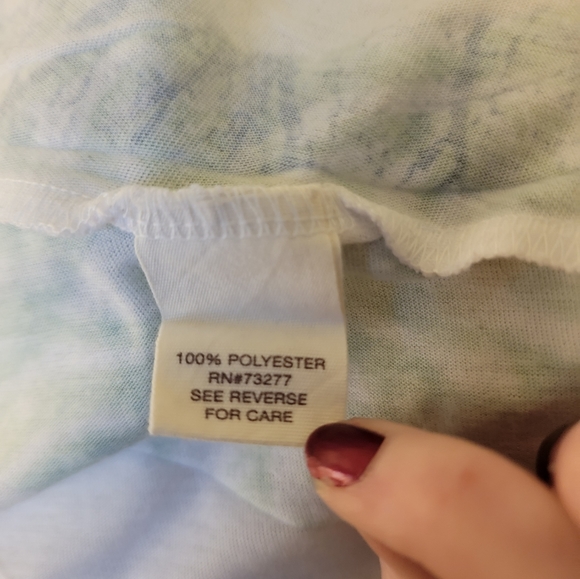 100% POLYESTER
RN#73277
SEE REVERSE
FOR CARE